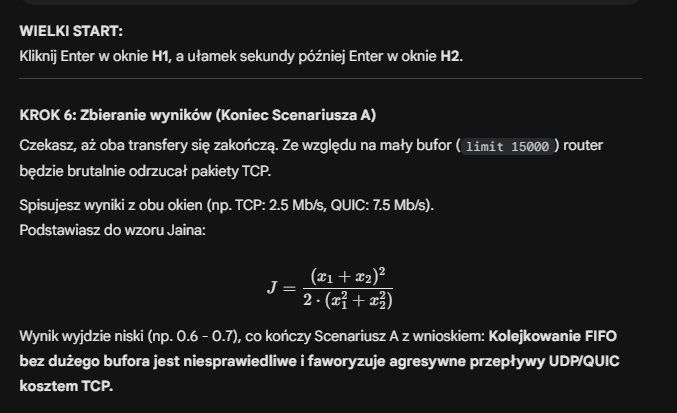 WIELKI START:
Kliknij Enter w oknie H1, a ułamek sekundy później Enter w oknie H2.
KROK 6: Zbieranie wyników (Koniec Scenariusza A)
Czekasz, aż oba transfery się zakończą. Ze względu na mały bufor ( limit 15000 ) router
będzie brutalnie odrzucał pakiety TCP.
Spisujesz wyniki z obu okien (np. TCP: 2.5 Mb/s, QUIC: 7.5 Mb/s).
Podstawiasz do wzoru Jaina:
J = (x₁ + x₂)² / 2 · (x₁² + x₂²)
Wynik wyjdzie niski (np. 0.6 - 0.7), co kończy Scenariusz A z wnioskiem: Kolejkowanie FIFO
bez dużego bufora jest niesprawiedliwe i faworyzuje agresywne przepływy UDP/QUIC
kosztem TCP.